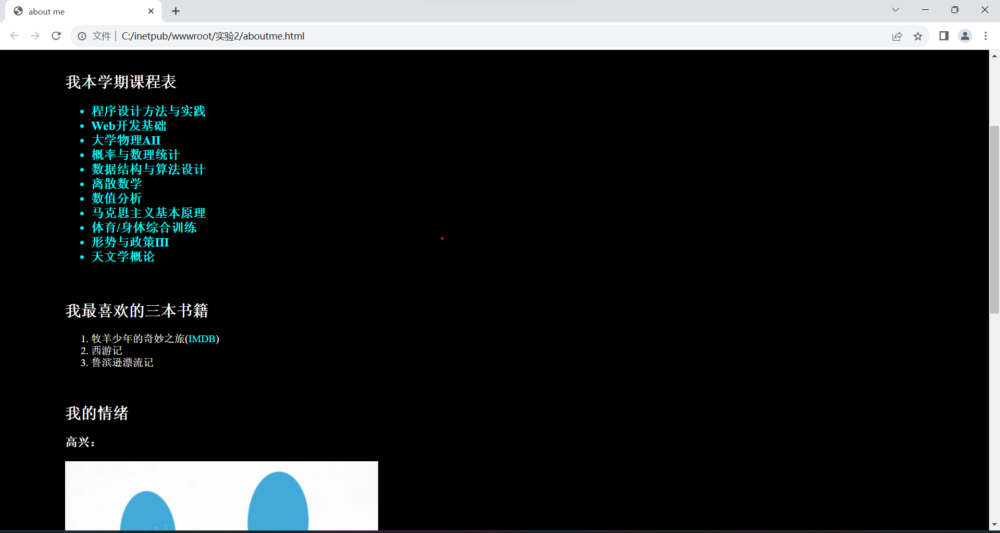 about me
文件 | C:/inetpub/wwwroot/实验2/aboutme.html
我本学期课程表
• 程序设计方法与实践
• Web开发基础
• 大学物理AII
• 概率与数理统计
• 数据结构与算法设计
• 离散数学
• 数值分析
• 马克思主义基本原理
• 体育/身体综合训练
• 形势与政策III
• 天文学概论
我最喜欢的三本书籍
1. 牧羊少年的奇妙之旅(IMDB)
2. 西游记
3. 鲁滨逊漂流记
我的情绪
高兴：